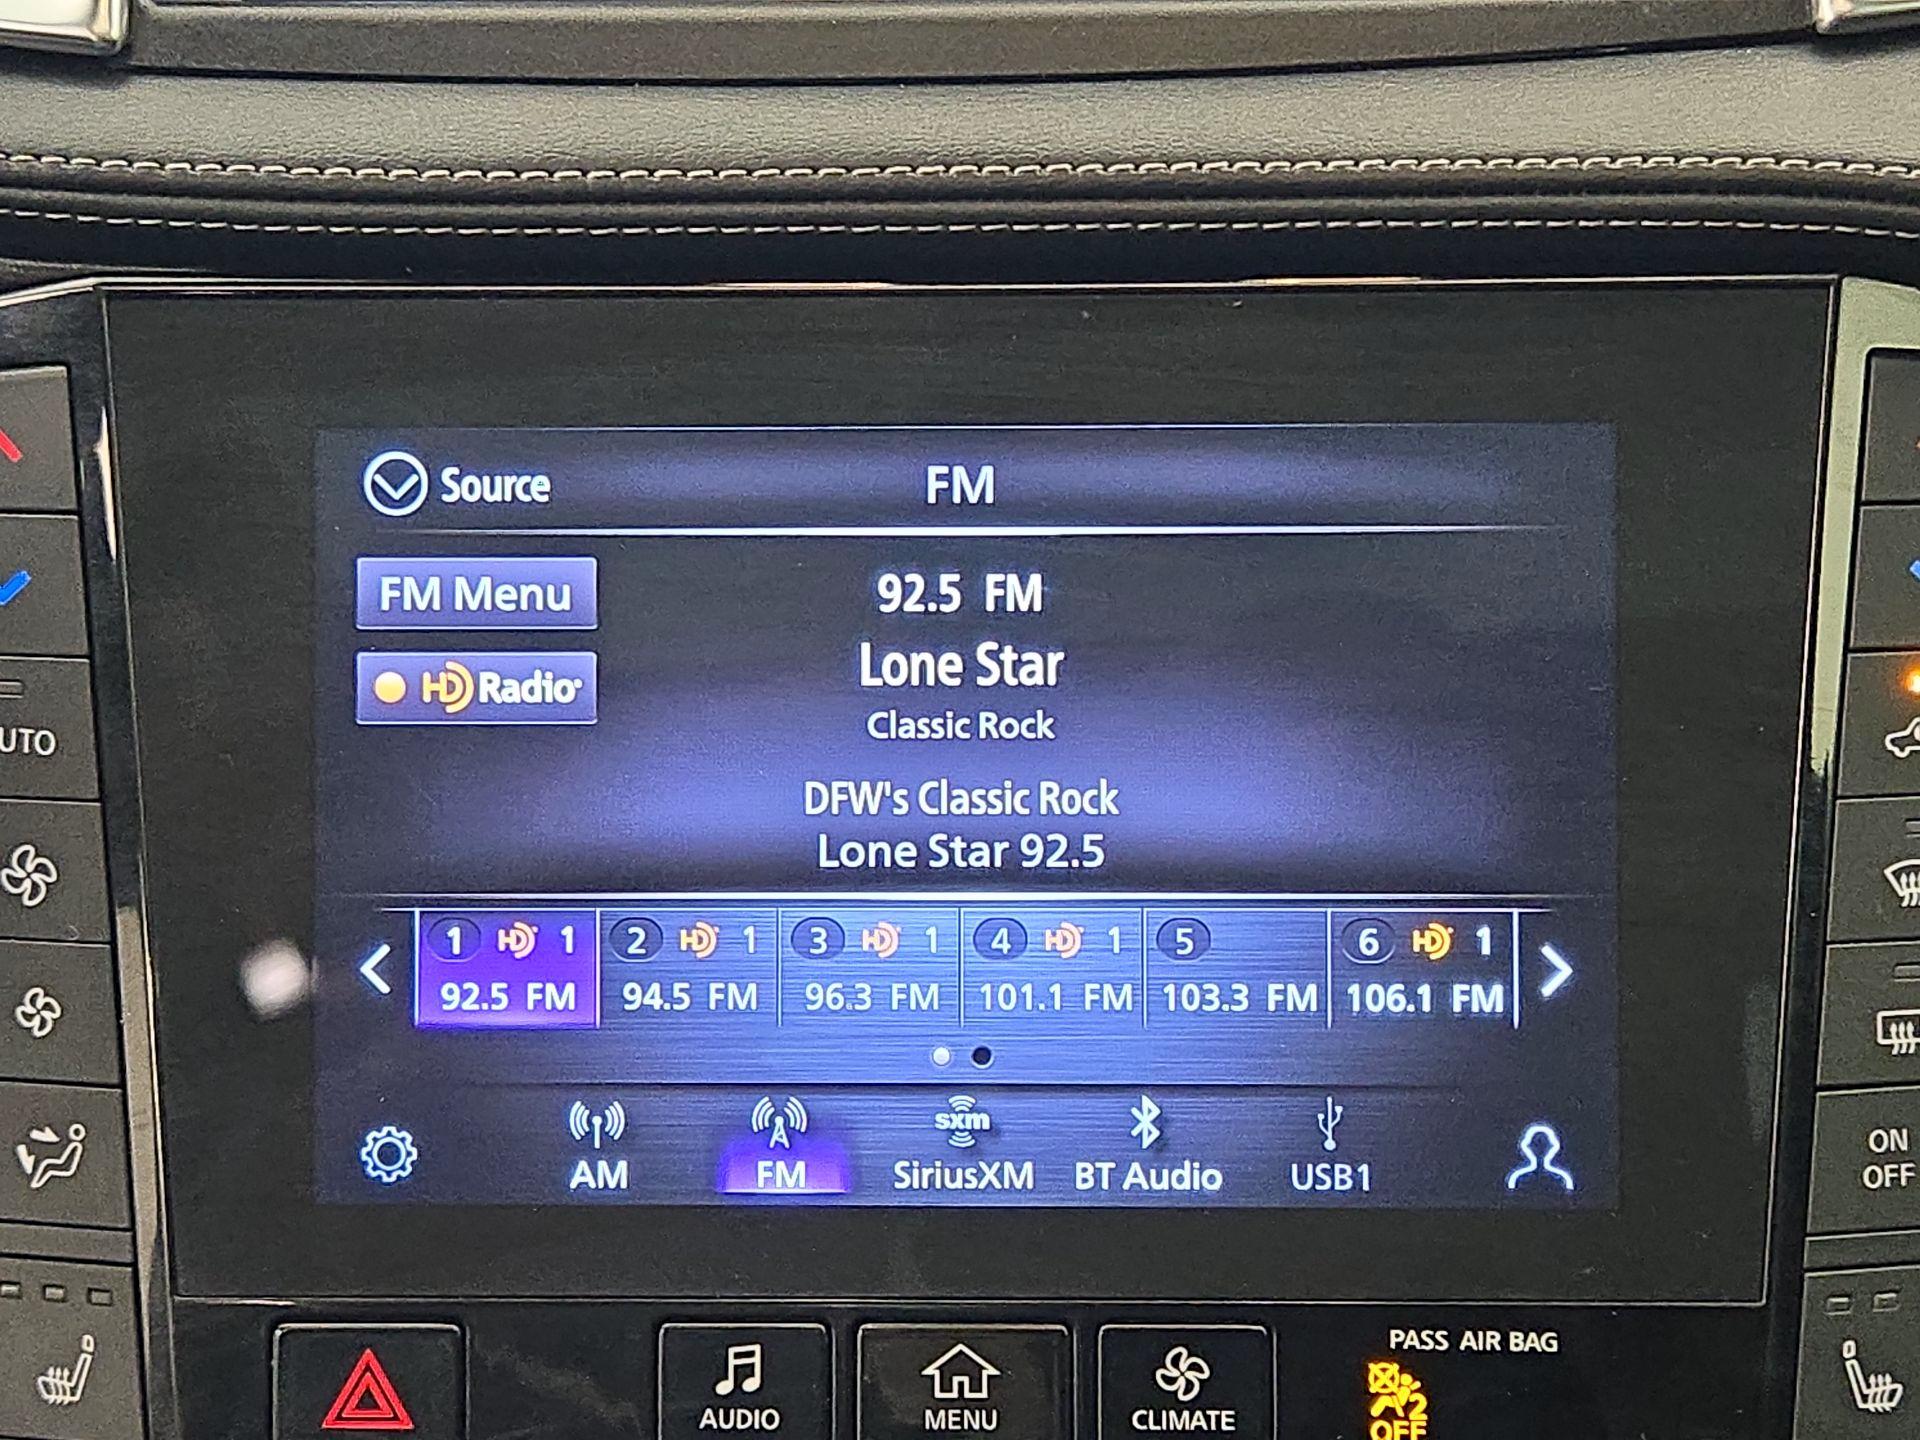 Source
FM
FM Menu
HD Radio
92.5 FM
Lone Star
Classic Rock
DFW's Classic Rock
Lone Star 92.5
1 HD 1
2 HD 1
3 HD 1
4 HD 1
5
6 HD 1
92.5 FM
94.5 FM
96.3 FM
101.1 FM
103.3 FM
106.1 FM
sxm
AM
FM
SiriusXM
BT Audio
USB1
UTO
ON
OFF
AUDIO
MENU
CLIMATE
PASS AIR BAG
2
OFF